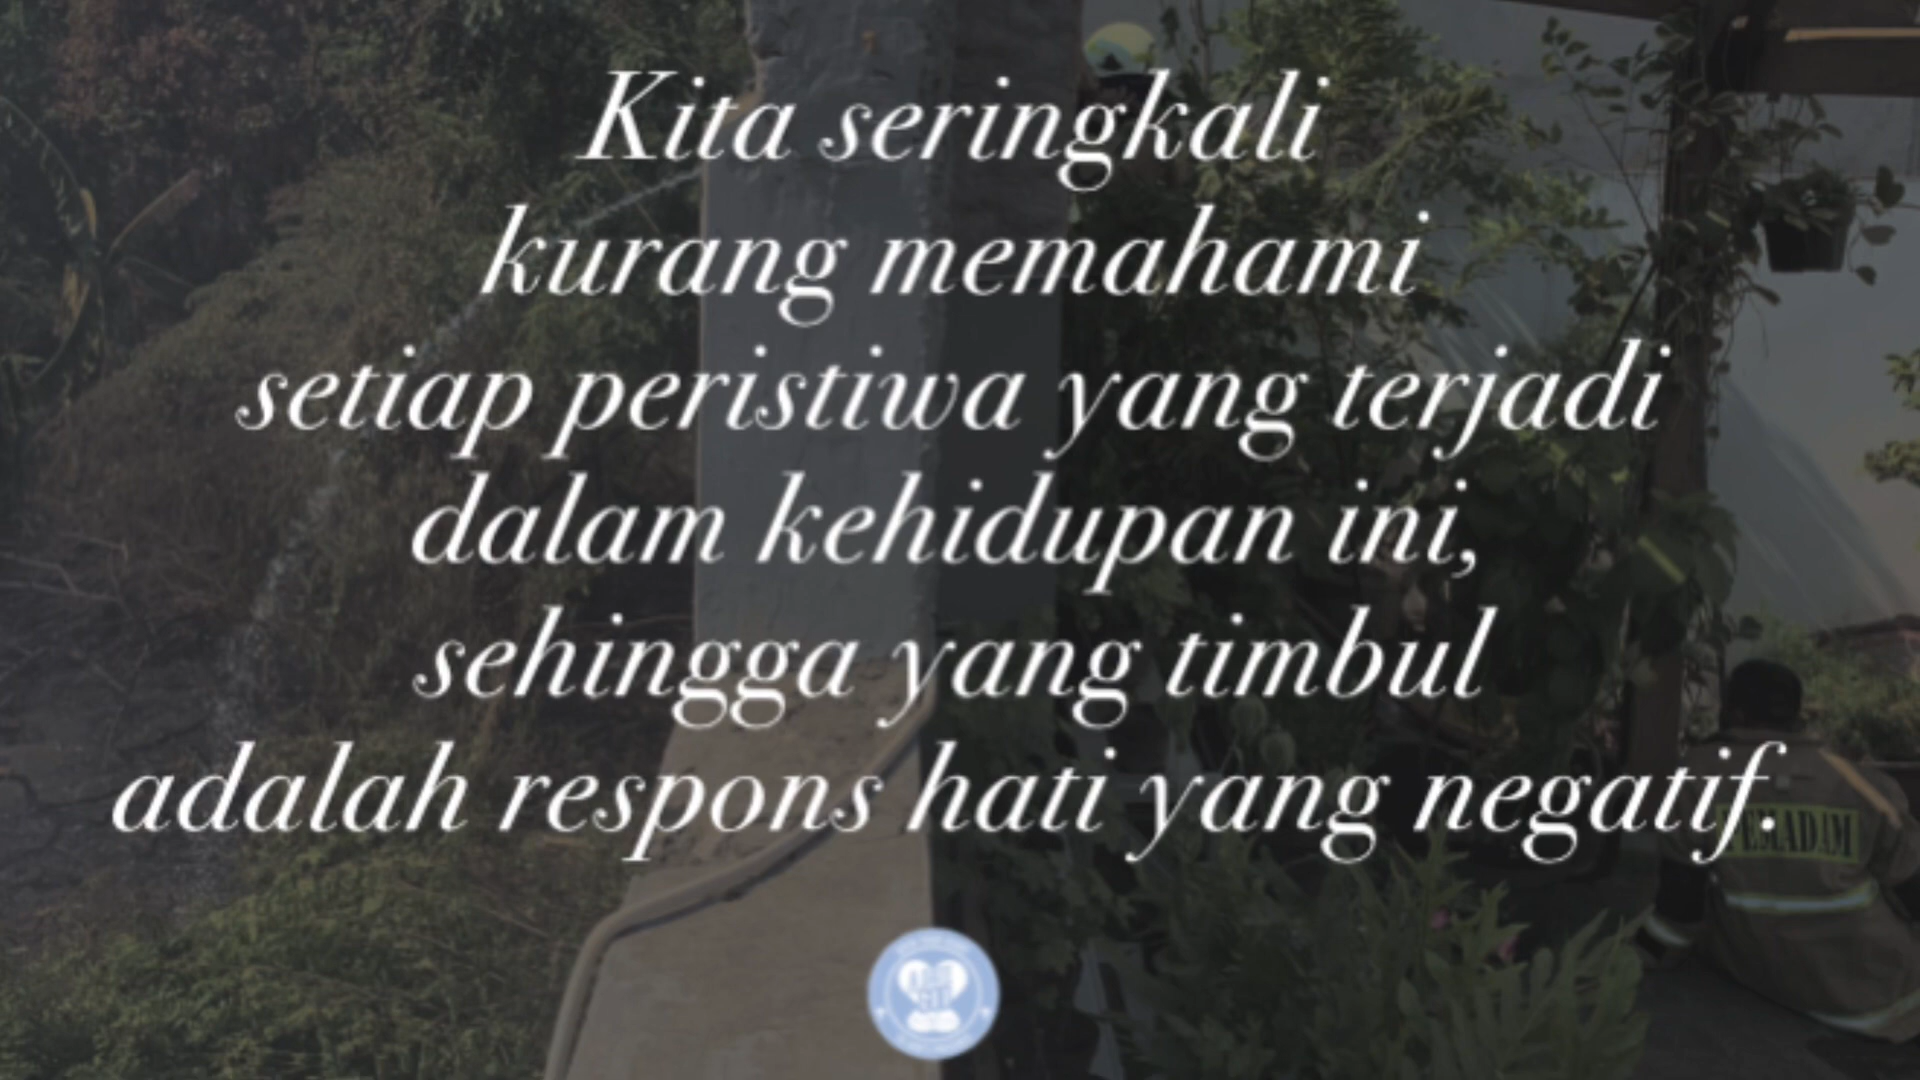 Kita seringkali
kurang memahami
setiap peristiwa yang terjadi
dalam kehidupan ini,
sehingga yang timbul
adalah respons hati yang negatif.
PEMADAM